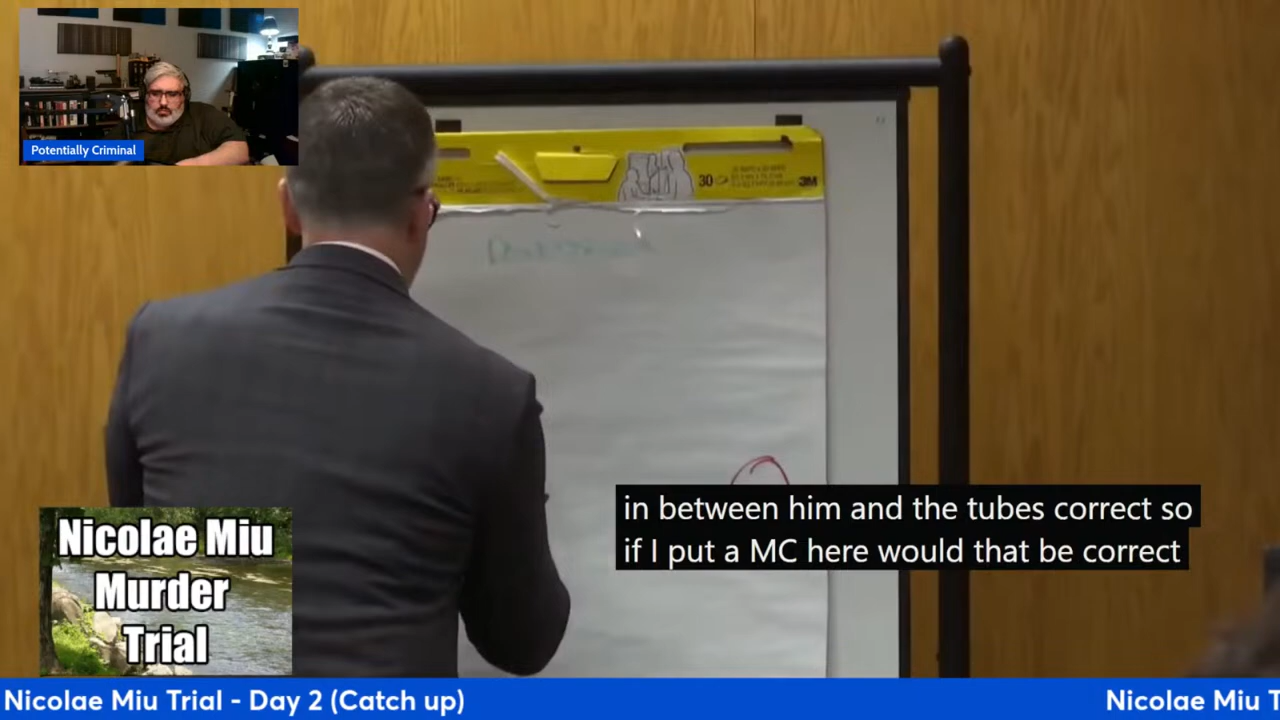 Potentially Criminal
30
3M
in between him and the tubes correct so
if I put a MC here would that be correct
Nicolae Miu
Murder
Trial
Nicolae Miu Trial - Day 2 (Catch up)
Nicolae Miu T